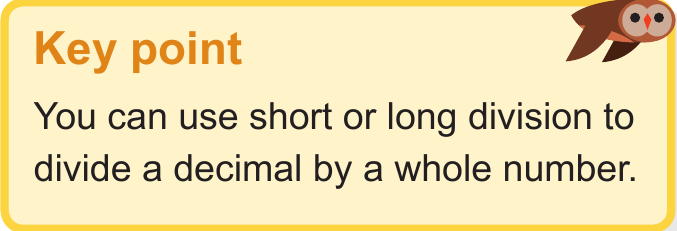 Key point
You can use short or long division to
divide a decimal by a whole number.